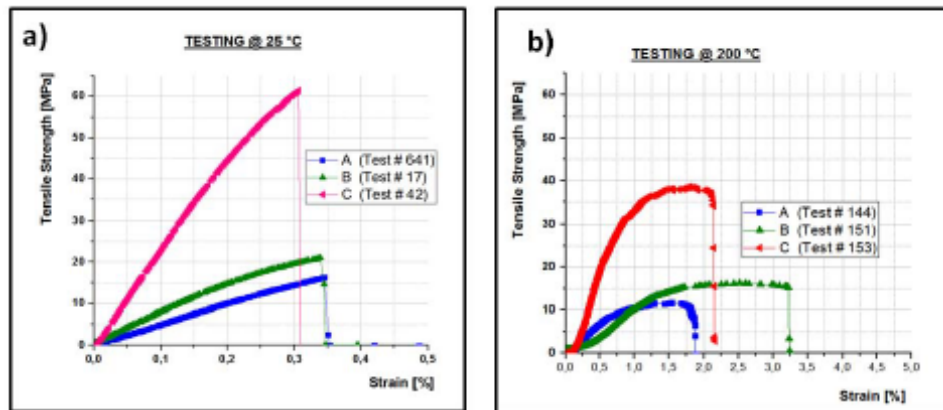 a)
TESTING @ 25 °C
Tensile Strength [MPa]
60
50
40
30
20
10
0
0,0 0,1 0,2 0,3 0,4 0,5
Strain [%]
A (Test # 641)
B (Test # 17)
C (Test # 42)
b)
TESTING @ 200 °C
Tensile Strength [MPa]
60
50
40
30
20
10
0
0,0 0,5 1,0 1,5 2,0 2,5 3,0 3,5 4,0 4,5 5,0
Strain [%]
A (Test # 144)
B (Test # 151)
C (Test # 153)